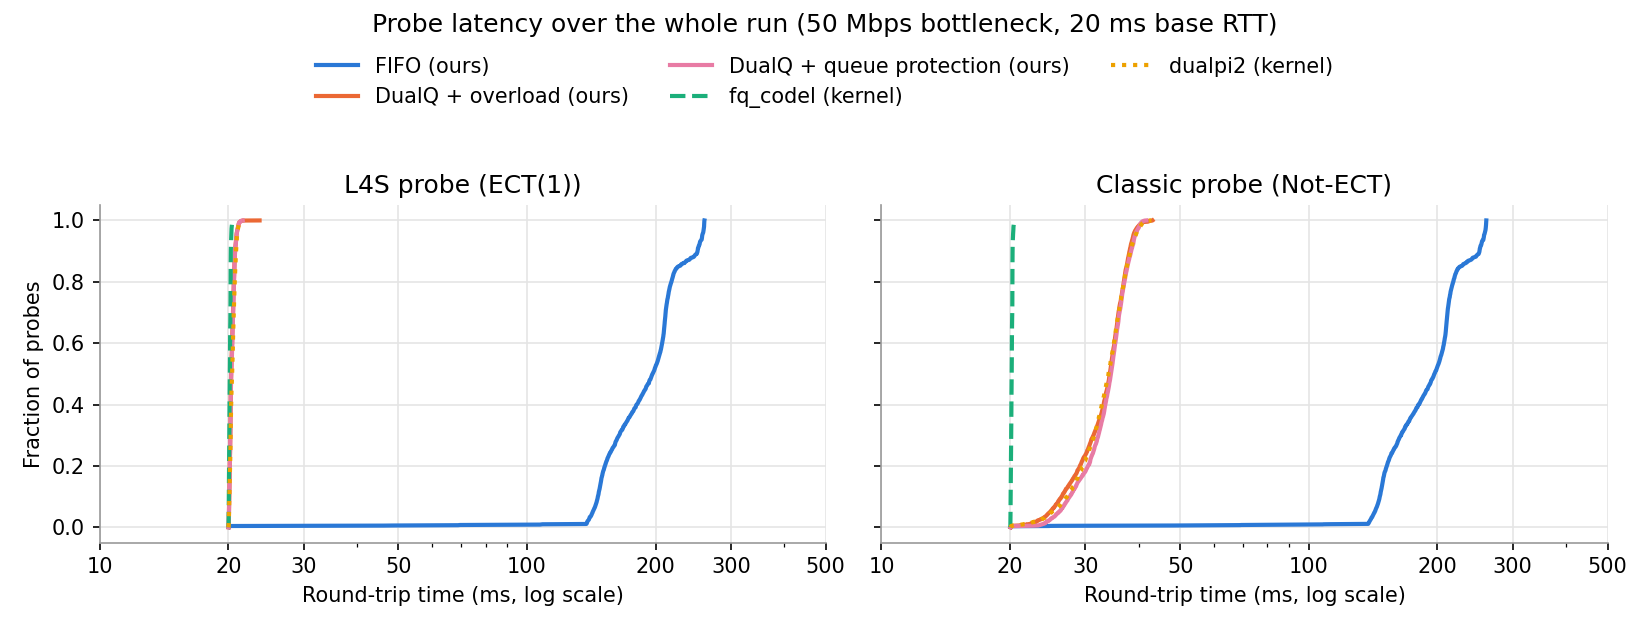 Probe latency over the whole run (50 Mbps bottleneck, 20 ms base RTT)
FIFO (ours)
DualQ + overload (ours)
DualQ + queue protection (ours)
fq_codel (kernel)
dualpi2 (kernel)
L4S probe (ECT(1))
Fraction of probes
1.0
0.8
0.6
0.4
0.2
0.0
10 20 30 50 100 200 300 500
Round-trip time (ms, log scale)
Classic probe (Not-ECT)
10 20 30 50 100 200 300 500
Round-trip time (ms, log scale)